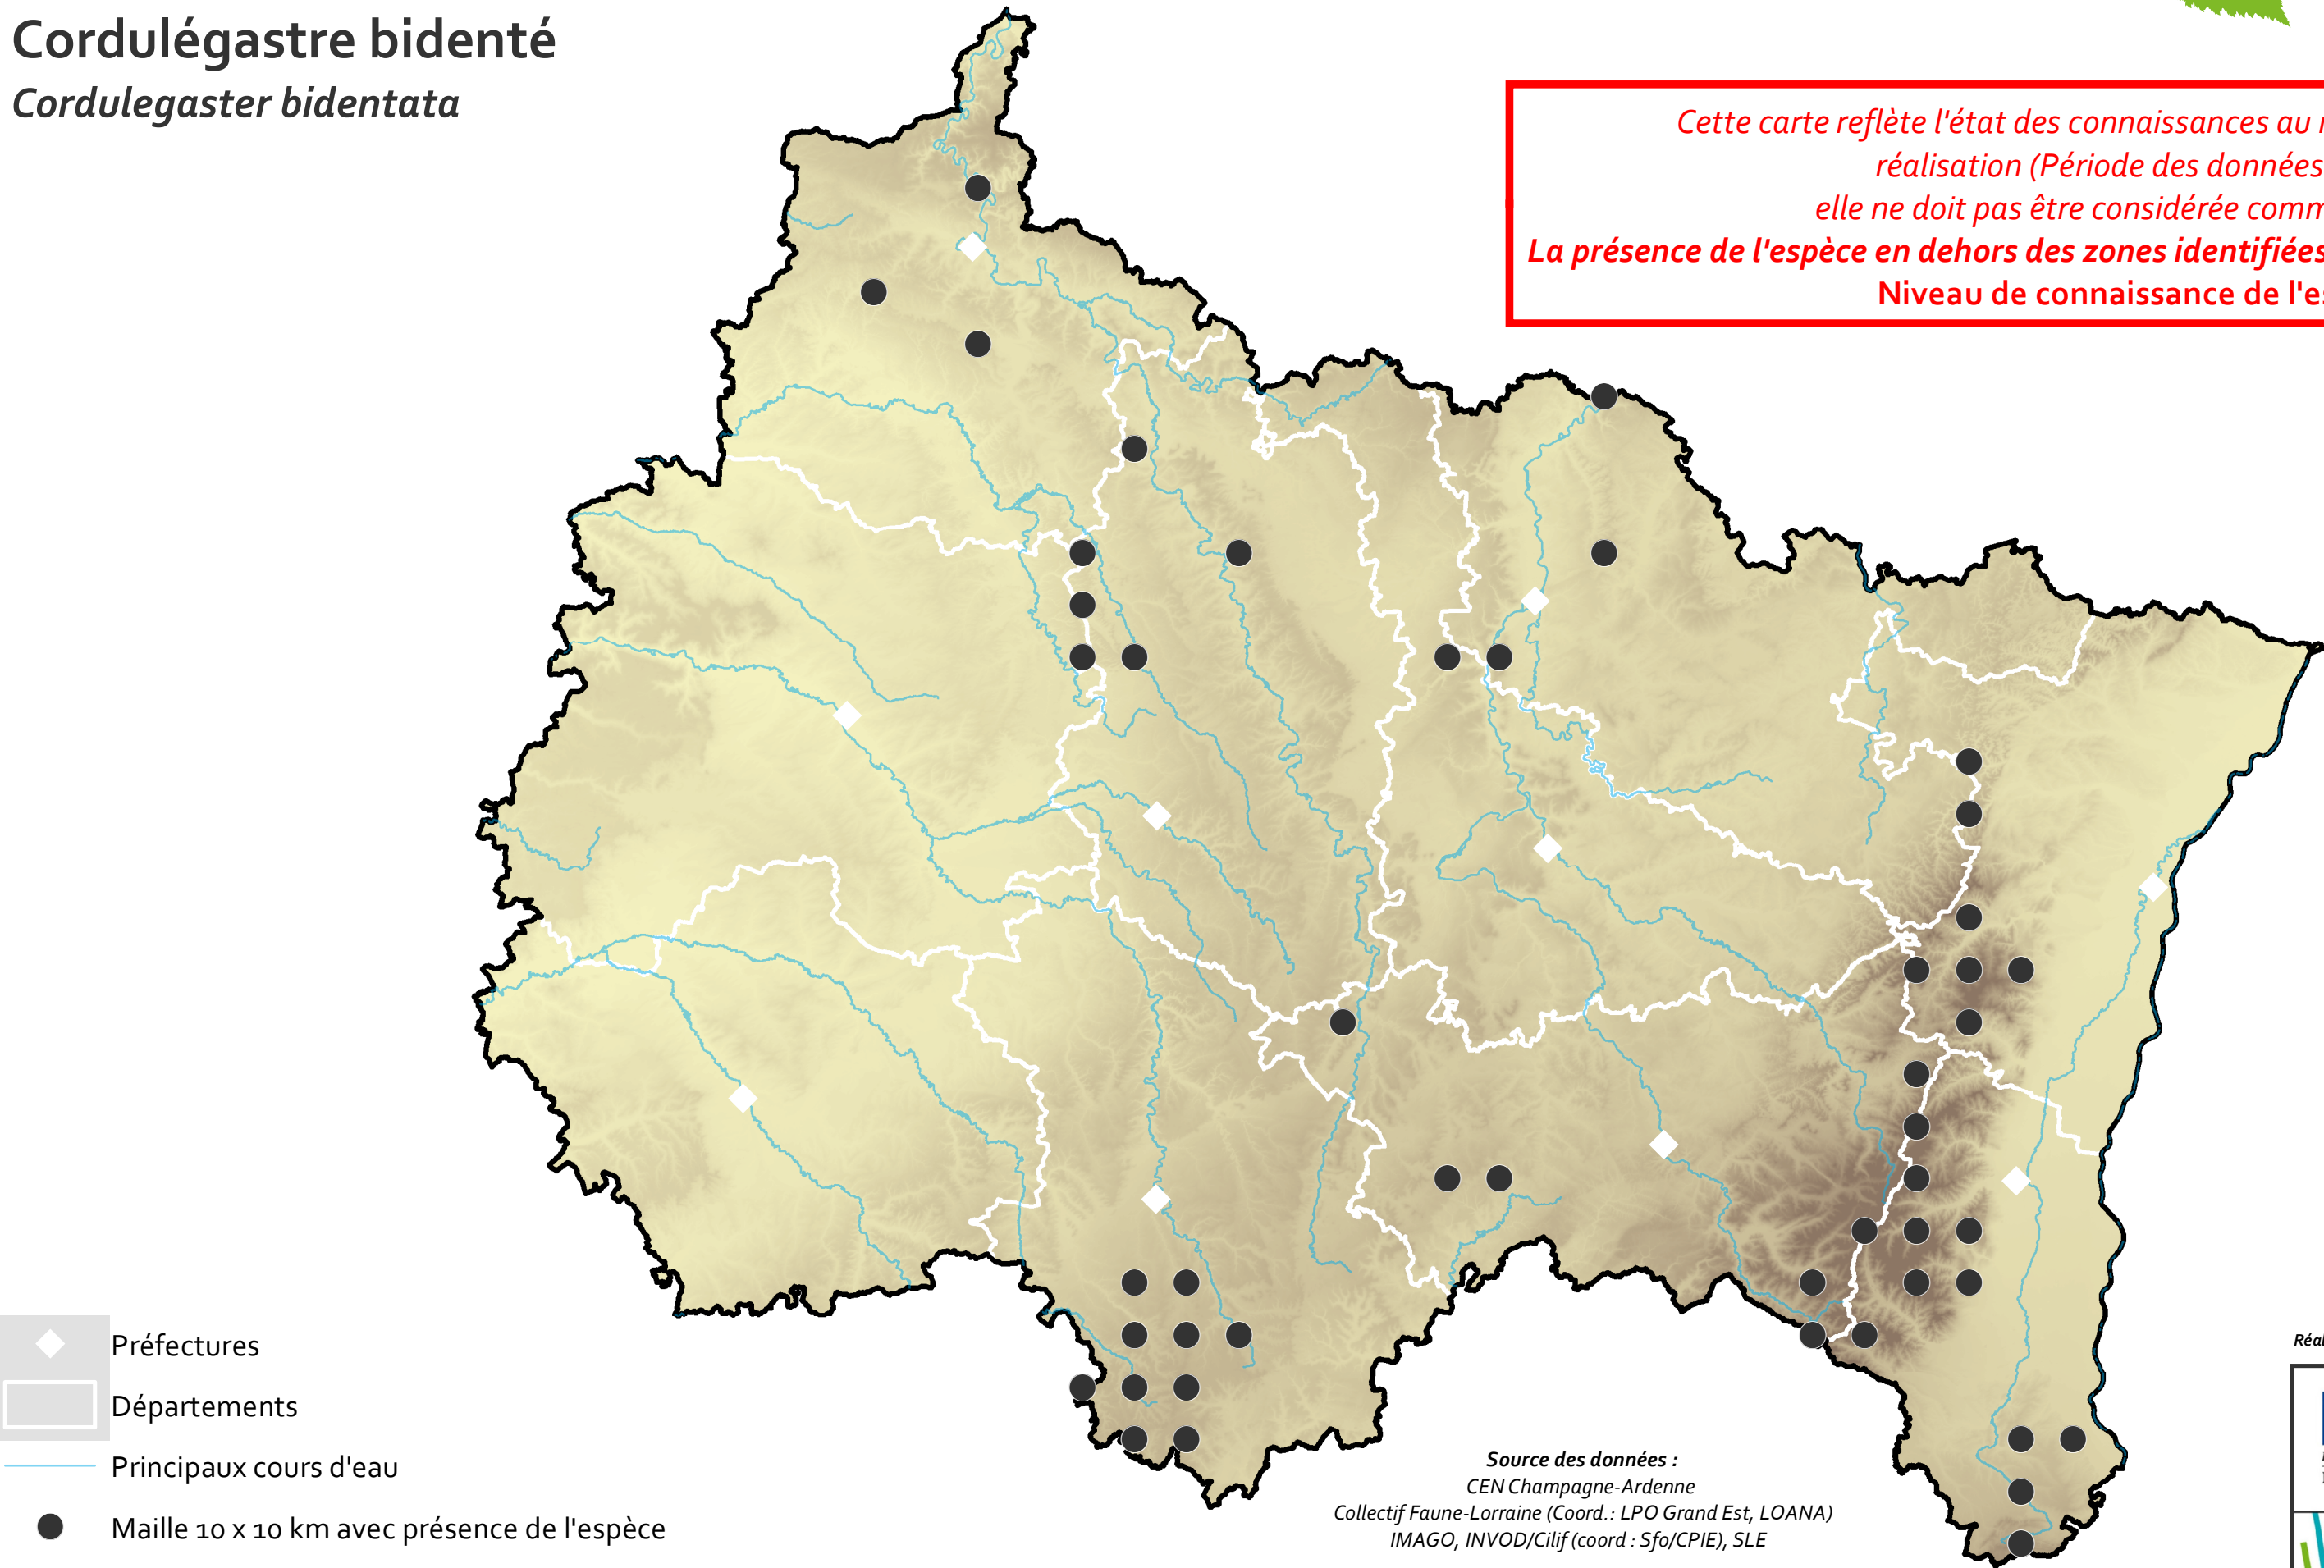 Cordulégastre bidenté
Cordulegaster bidentata
Cette carte reflète l'état des connaissances au
réalisation (Période des données
elle ne doit pas être considérée
La présence de l'espèce en dehors des zones identifiées
Niveau de connaissance de
Préfectures
Départements
Principaux cours d'eau
Maille 10 x 10 km avec présence de l'espèce
Source des données :
CEN Champagne-Ardenne
Collectif Faune-Lorraine (Coord.: LPO Grand Est, LOANA)
IMAGO, INVOD/Cilif (coord : Sfo/CPIE), SLE